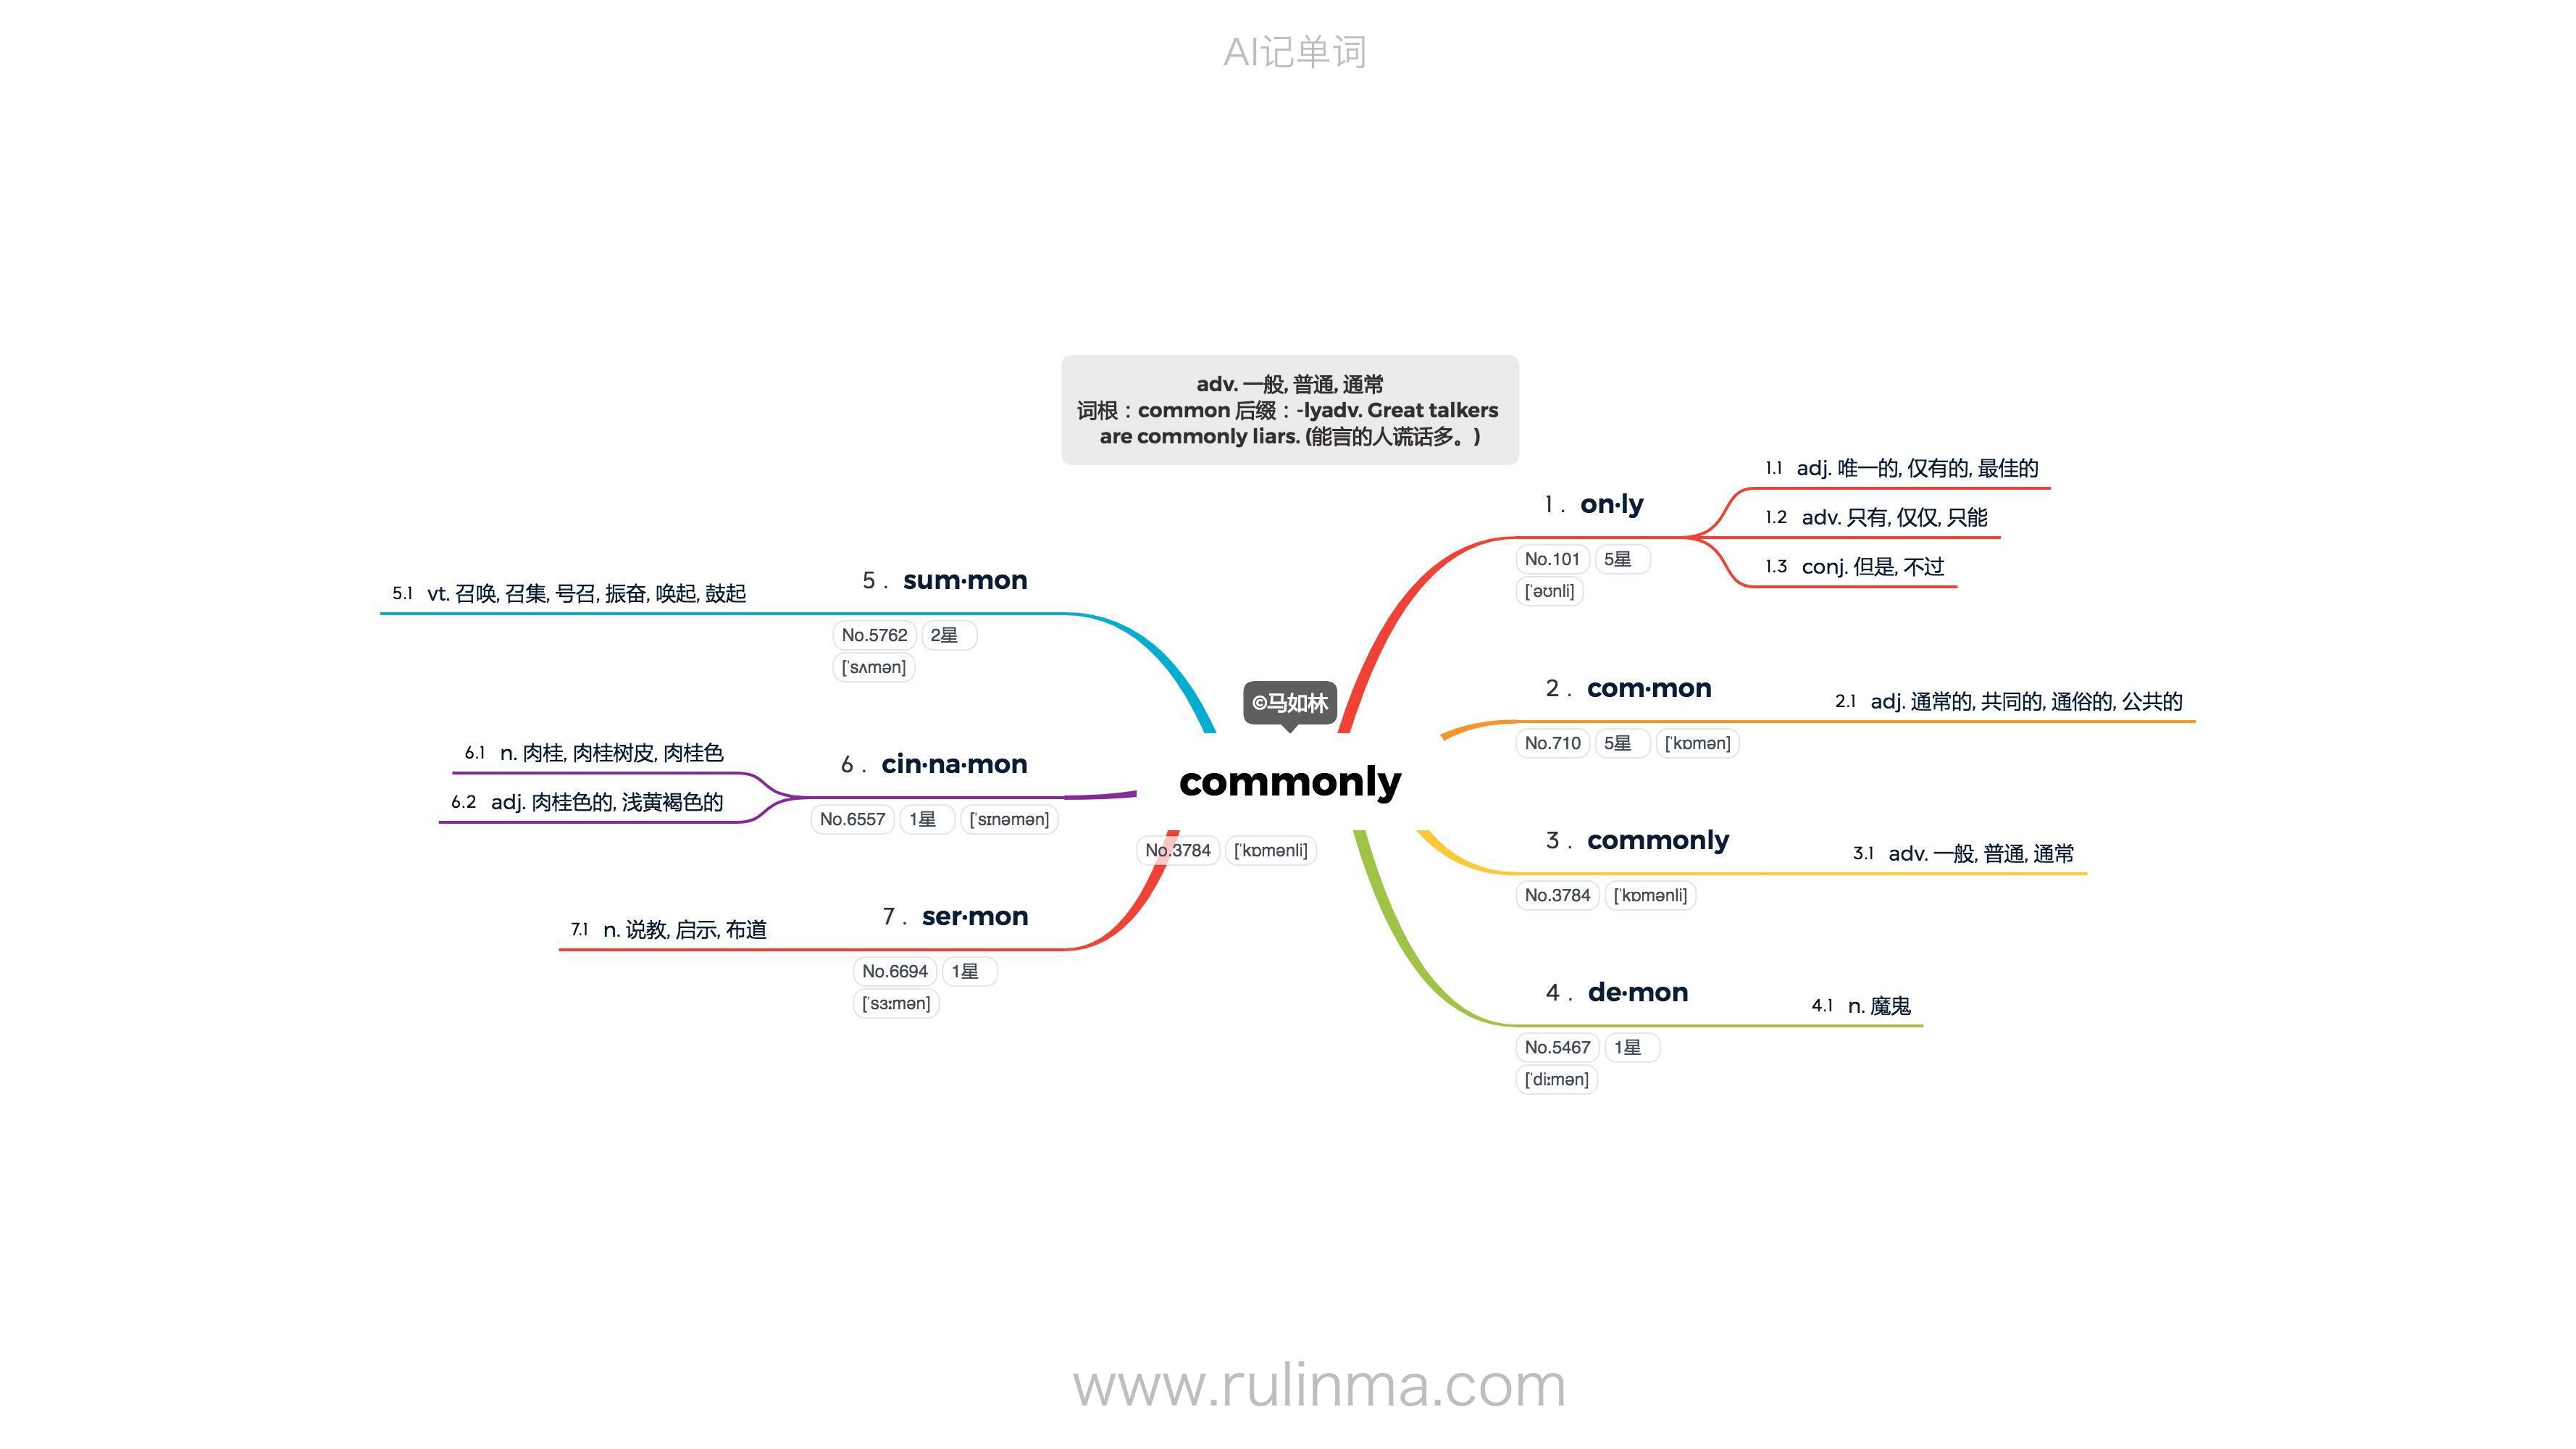 AI记单词
adv. 一般, 普通, 通常
词根：common 后缀：-lyadv. Great talkers
are commonly liars. (能言的人谎话多。)
©马如林
commonly
No.3784 [ˈkɒmənli]
1. on·ly
No.101 5星
[ˈəʊnli]
1.1 adj. 唯一的, 仅有的, 最佳的
1.2 adv. 只有, 仅仅, 只能
1.3 conj. 但是, 不过
2. com·mon
No.710 5星 [ˈkɒmən]
2.1 adj. 通常的, 共同的, 通俗的, 公共的
3. commonly
No.3784 [ˈkɒmənli]
3.1 adv. 一般, 普通, 通常
4. de·mon
No.5467 1星
[ˈdiːmən]
4.1 n. 魔鬼
5. sum·mon
No.5762 2星
[ˈsʌmən]
5.1 vt. 召唤, 召集, 号召, 振奋, 唤起, 鼓起
6. cin·na·mon
No.6557 1星 [ˈsɪnəmən]
6.1 n. 肉桂, 肉桂树皮, 肉桂色
6.2 adj. 肉桂色的, 浅黄褐色的
7. ser·mon
No.6694 1星
[ˈsɜːmən]
7.1 n. 说教, 启示, 布道
www.rulinma.com